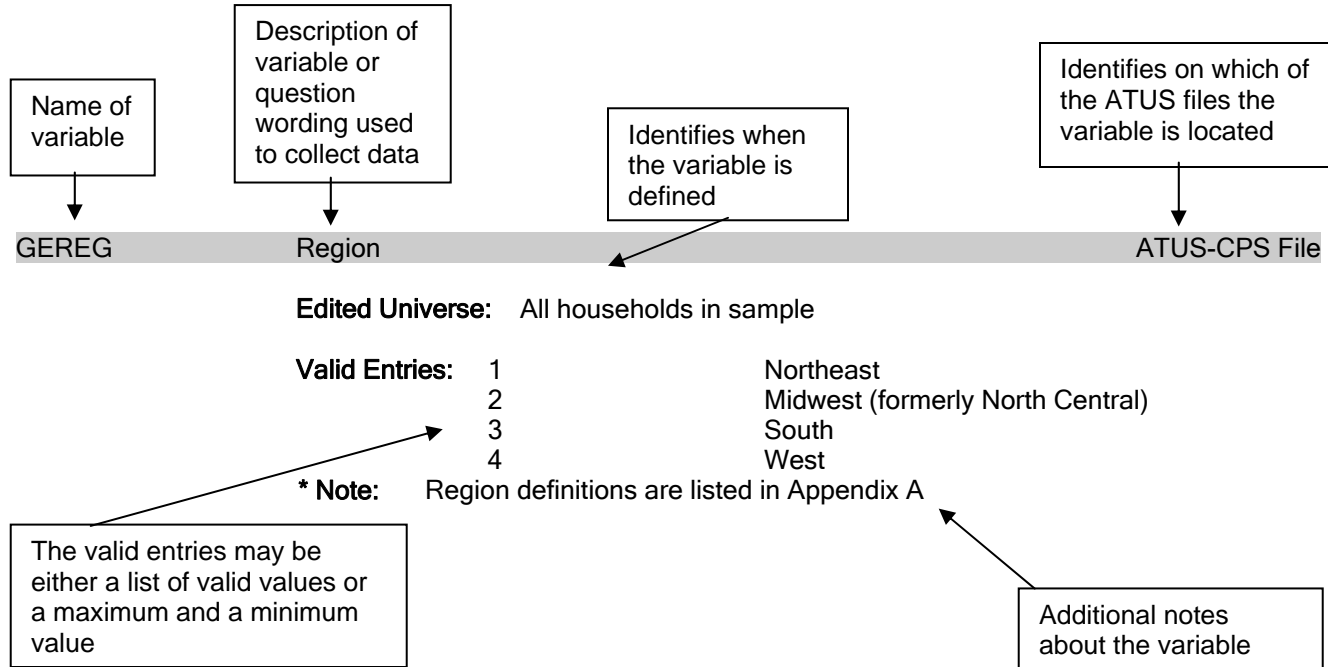 Name of
variable
Description of
variable or
question
wording used
to collect data
Identifies when
the variable is
defined
Identifies on which of
the ATUS files the
variable is located
GEREG Region ATUS-CPS File
Edited Universe: All households in sample
Valid Entries: 1 Northeast
2 Midwest (formerly North Central)
3 South
4 West
* Note: Region definitions are listed in Appendix A
The valid entries may be
either a list of valid values or
a maximum and a minimum
value
Additional notes
about the variable